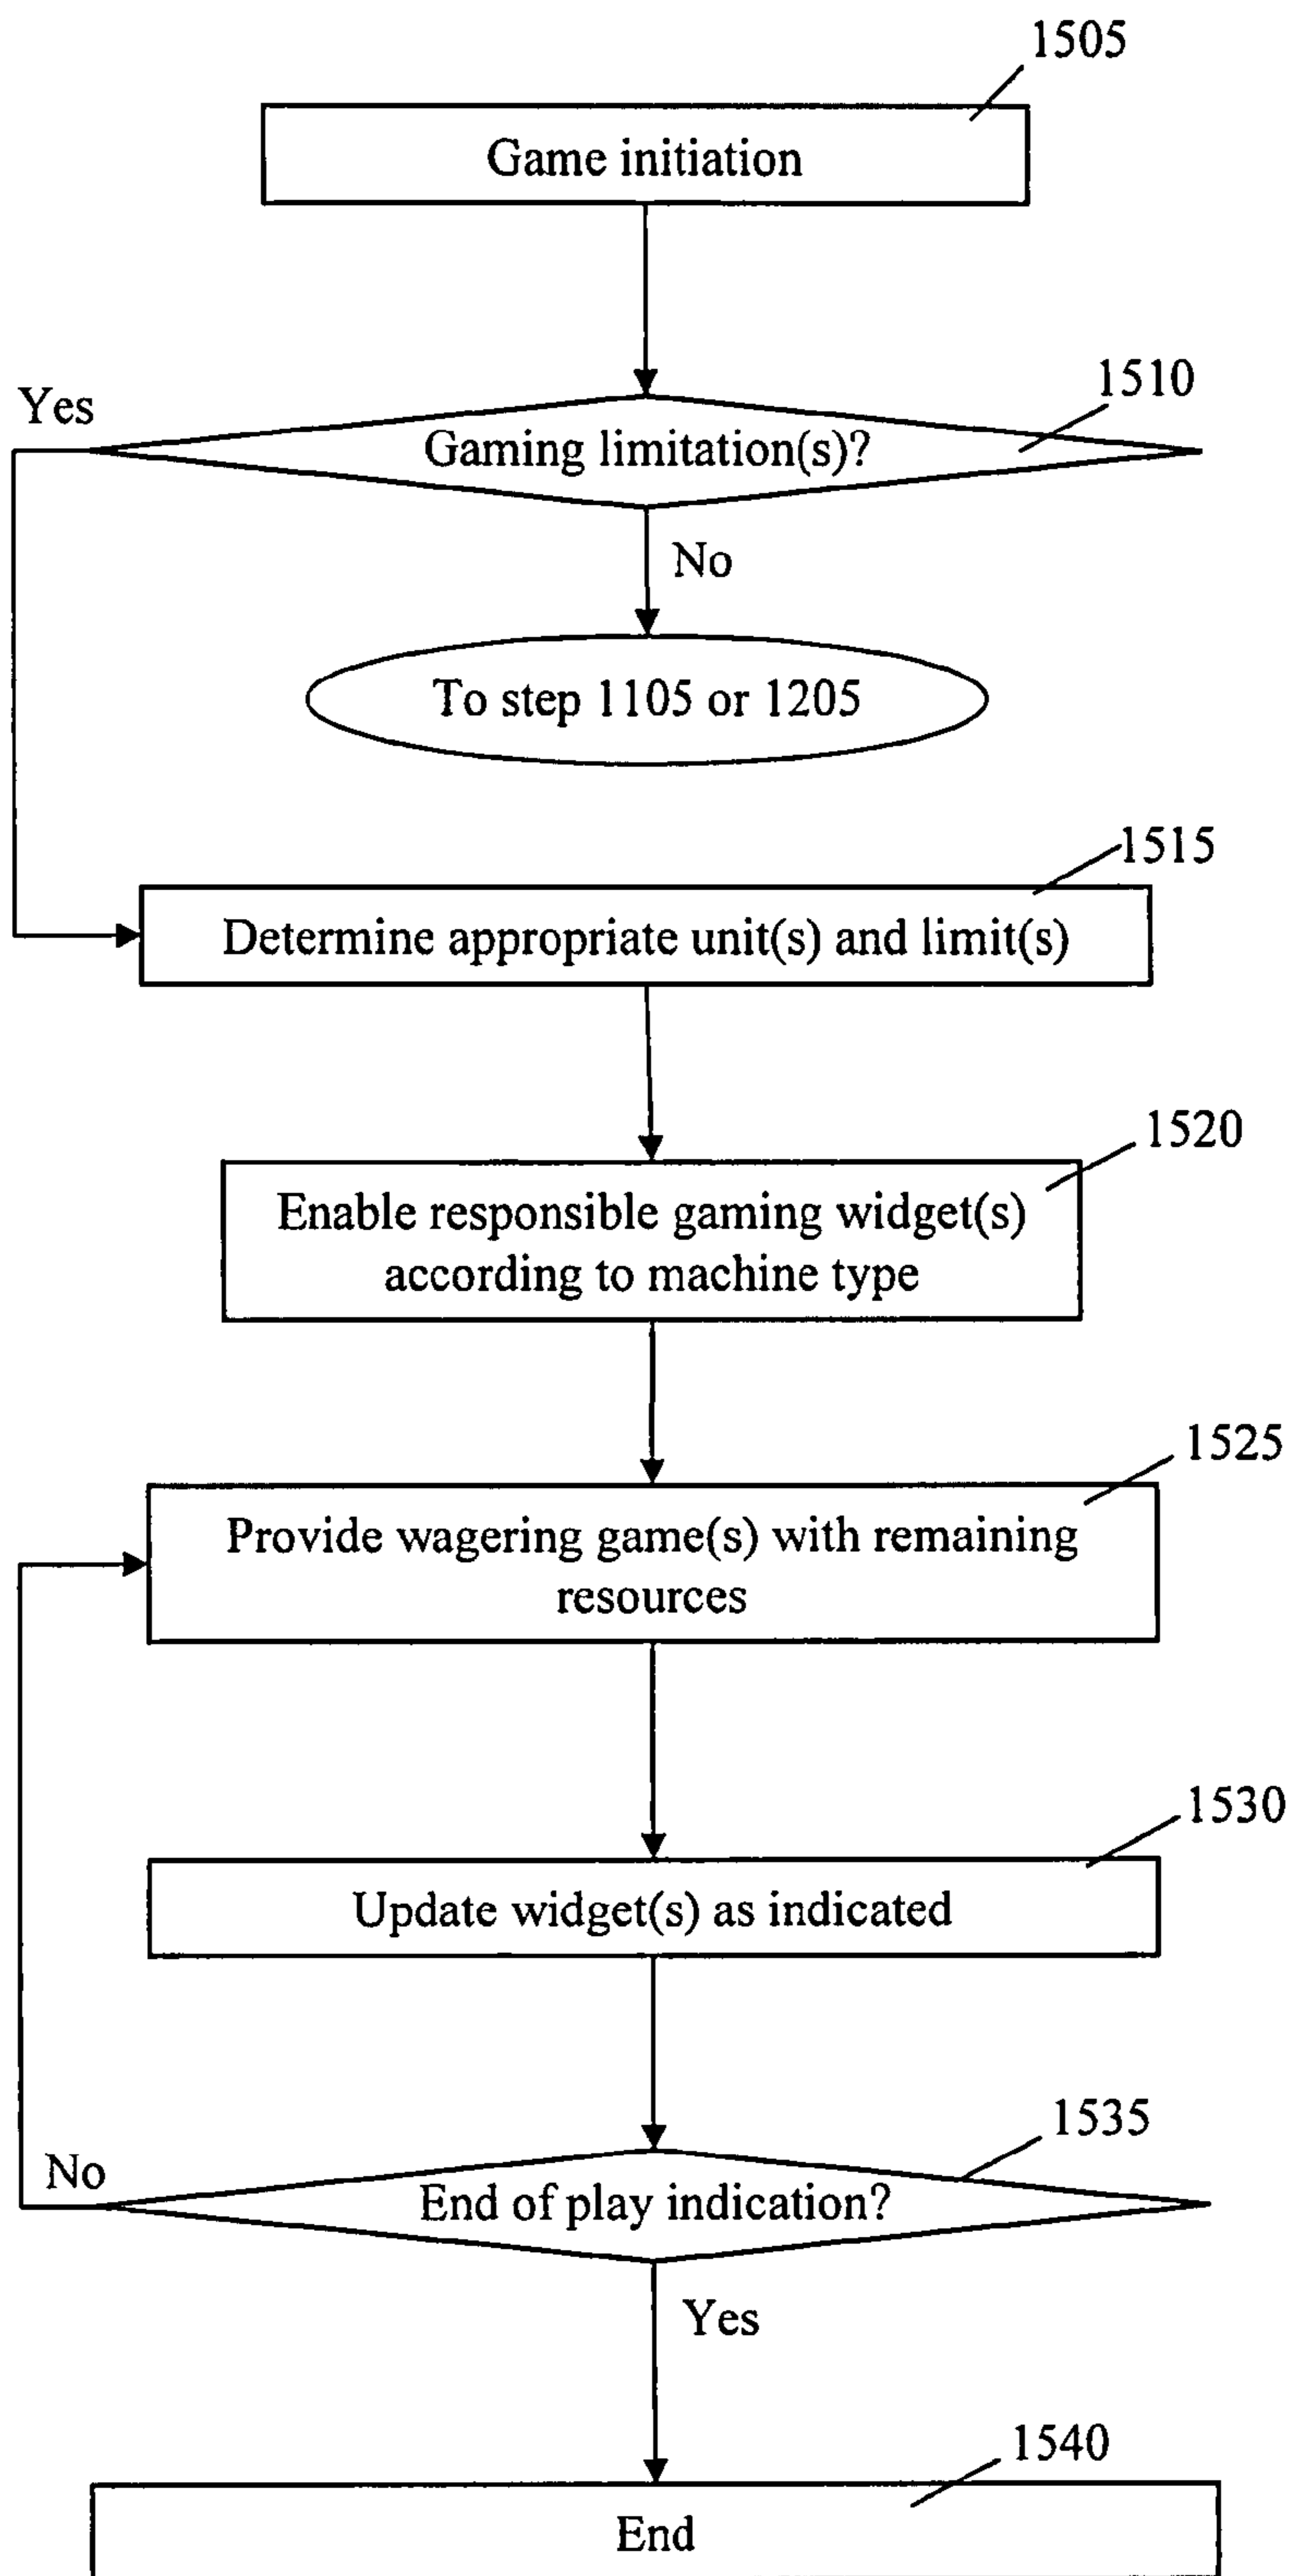 1505
Game initiation
1510
Yes
Gaming limitation(s)?
No
To step 1105 or 1205
1515
Determine appropriate unit(s) and limit(s)
1520
Enable responsible gaming widget(s)
according to machine type
1525
Provide wagering game(s) with remaining
resources
1530
Update widget(s) as indicated
1535
No
End of play indication?
Yes
1540
End